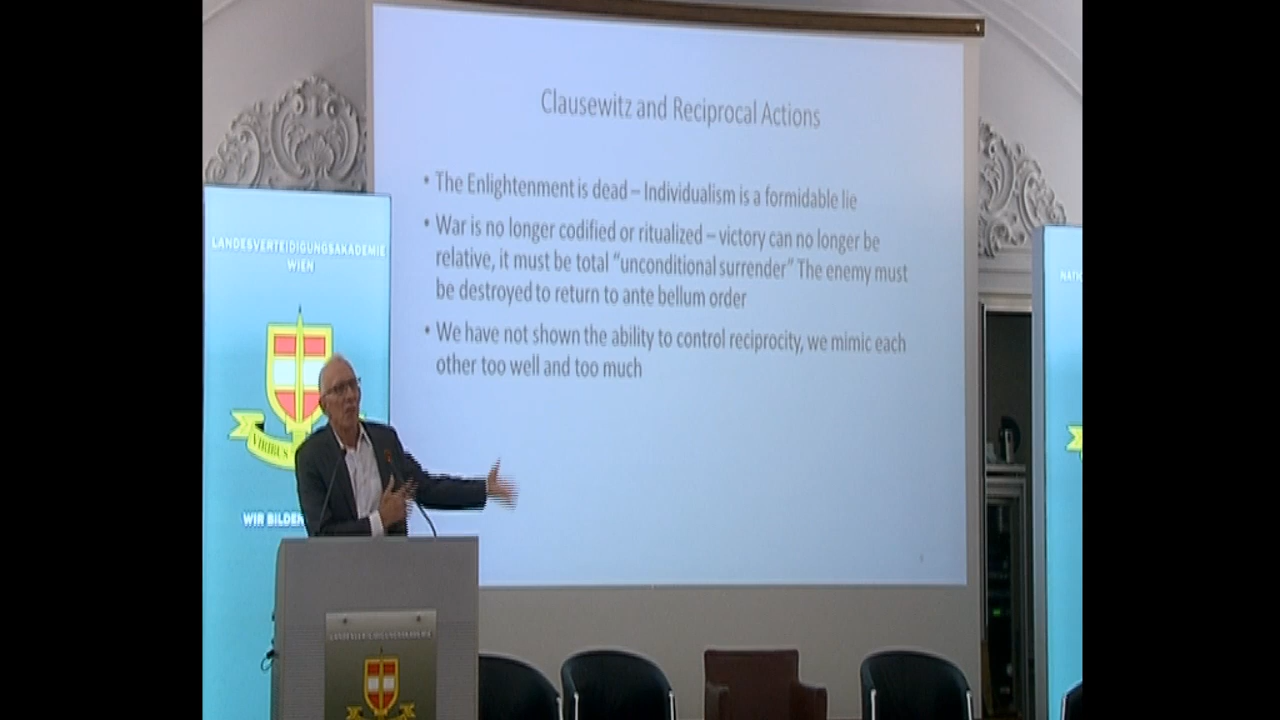 Clausewitz and Reciprocal Actions
• The Enlightenment is dead – Individualism is a formidable lie
• War is no longer codified or ritualized – victory can no longer be
relative, it must be total "unconditional surrender" The enemy must
be destroyed to return to ante bellum order
• We have not shown the ability to control reciprocity, we mimic each
other too well and too much
LANDESVERTEIDIGUNGSAKADEMIE
WIEN
VIRIBUS
WIR BILDEN
NATIO
LANDESVERTEIDIGUNGSAKADEMIE